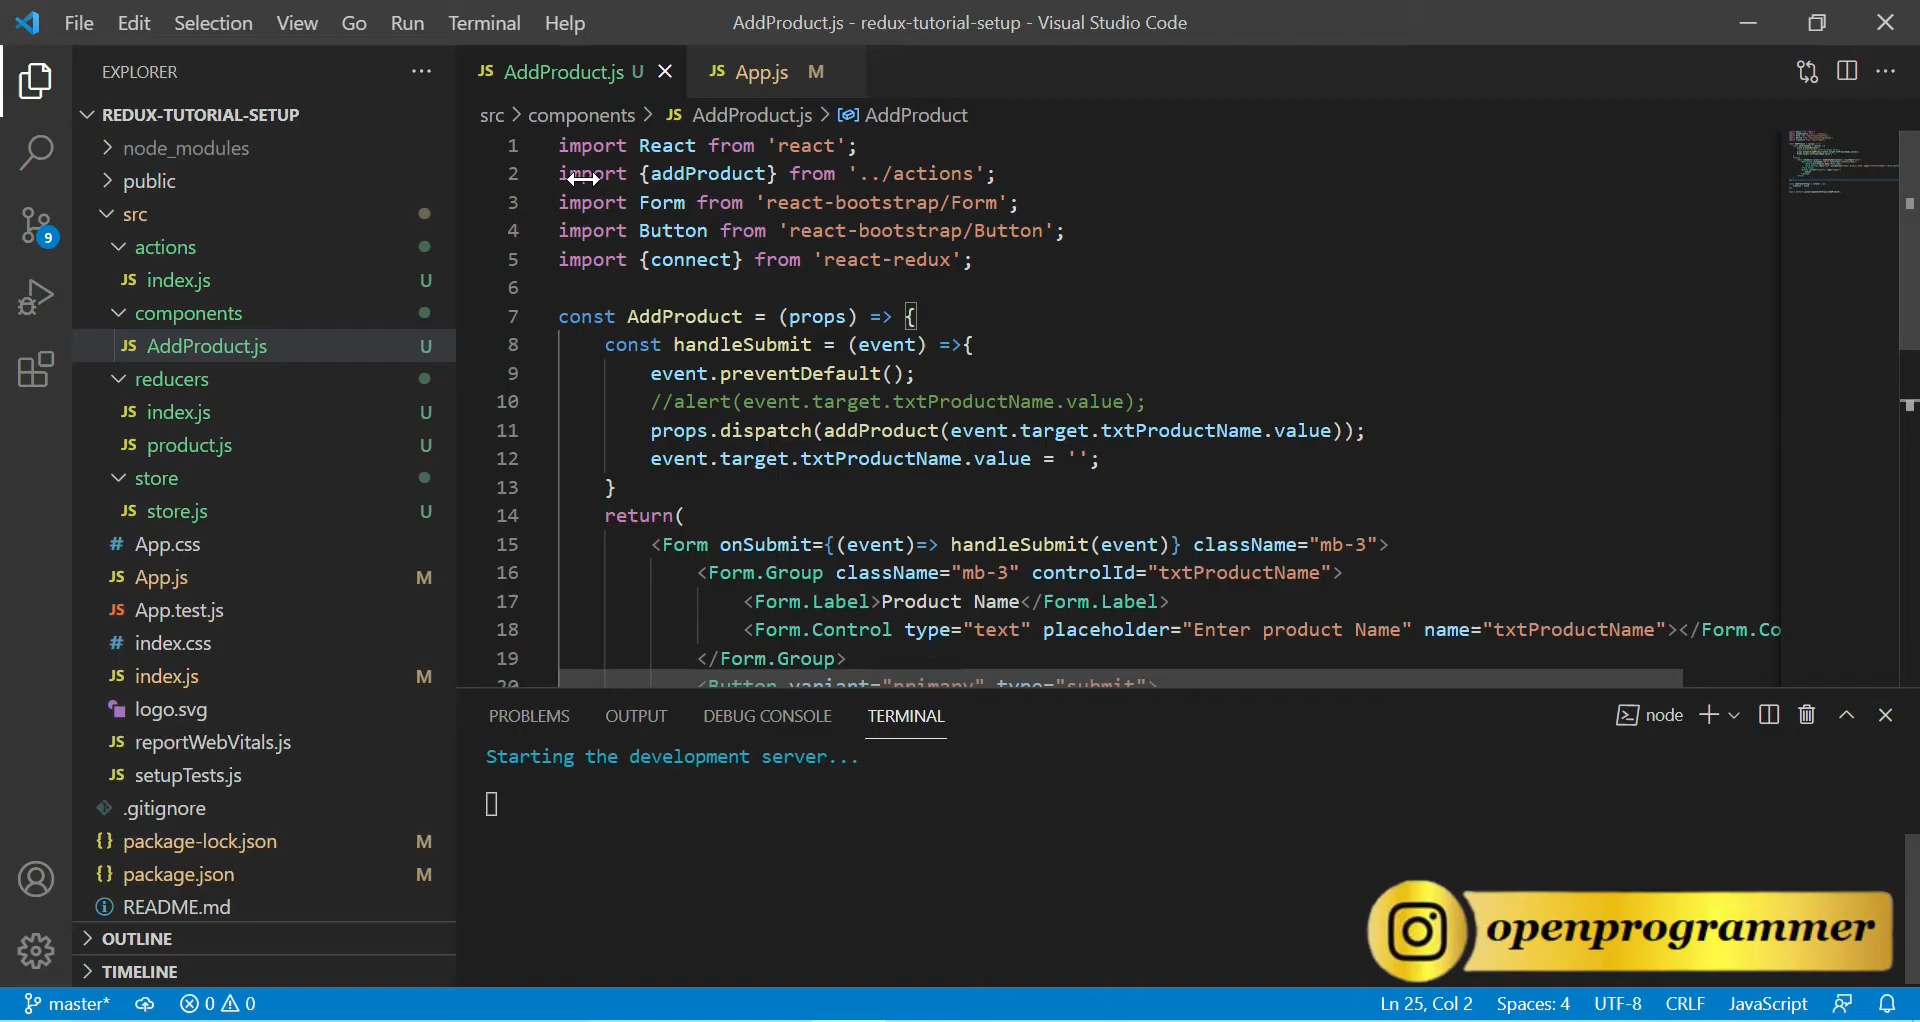 File Edit Selection View Go Run Terminal Help
AddProduct.js - redux-tutorial-setup - Visual Studio Code
EXPLORER
REDUX-TUTORIAL-SETUP
node_modules
public
src
actions
JS index.js U
components
JS AddProduct.js U
reducers
JS index.js U
JS product.js U
store
JS store.js U
# App.css
JS App.js M
JS App.test.js
# index.css
JS index.js M
logo.svg
JS reportWebVitals.js
JS setupTests.js
.gitignore
{} package-lock.json M
{} package.json M
README.md
OUTLINE
TIMELINE
9
JS AddProduct.js U
JS App.js M
src > components > JS AddProduct.js > AddProduct
1 import React from 'react';
2 import {addProduct} from '../actions';
3 import Form from 'react-bootstrap/Form';
4 import Button from 'react-bootstrap/Button';
5 import {connect} from 'react-redux';
6
7 const AddProduct = (props) => {
8 const handleSubmit = (event) =>{
9 event.preventDefault();
10 //alert(event.target.txtProductName.value);
11 props.dispatch(addProduct(event.target.txtProductName.value));
12 event.target.txtProductName.value = '';
13 }
14 return(
15 <Form onSubmit={(event)=> handleSubmit(event)} className="mb-3">
16 <Form.Group className="mb-3" controlId="txtProductName">
17 <Form.Label>Product Name</Form.Label>
18 <Form.Control type="text" placeholder="Enter product Name" name="txtProductName"></Form.Co
19 </Form.Group>
20 <Button variant="primary" type="submit">
PROBLEMS OUTPUT DEBUG CONSOLE TERMINAL
node
Starting the development server...
openprogrammer
master* 0 0
Ln 25, Col 2 Spaces: 4 UTF-8 CRLF JavaScript